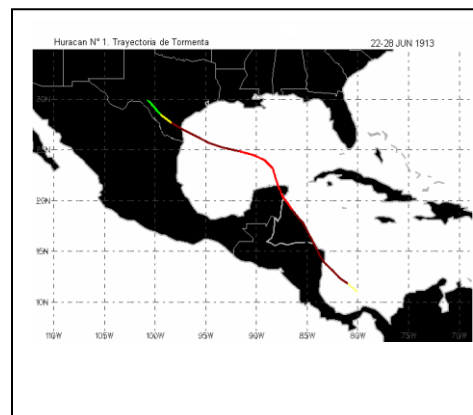 Huracan N° 1. Trayectoria de Tormenta 22-28 JUN 1913
30N
25N
20N
15N
10N
110W 105W 100W 95W 90W 85W 80W 75W 70W